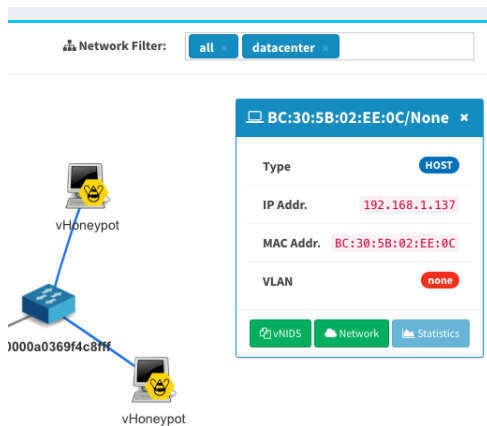 Network Filter: all × datacenter ×
BC:30:5B:02:EE:0C/None ×
Type HOST
IP Addr. 192.168.1.137
MAC Addr. BC:30:5B:02:EE:0C
VLAN none
vNIDS Network Statistics
vHoneypot
0000a0369f4c8fff
vHoneypot